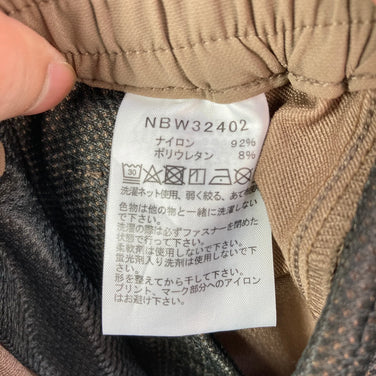 NBW32402
ナイロン 92%
ポリウレタン 8%
30
洗濯ネット使用、弱く絞る、あて
色物は他の物と一緒に洗濯しない
で下さい。
洗濯の際は必ずファスナーを閉めた
状態で行って下さい。
柔軟剤は使用しないで下さい。
蛍光剤入り洗剤は使用しないで下
さい。
形を整えてから干して下さい。
プリント、マーク部分へのアイロン
はお避け下さい。